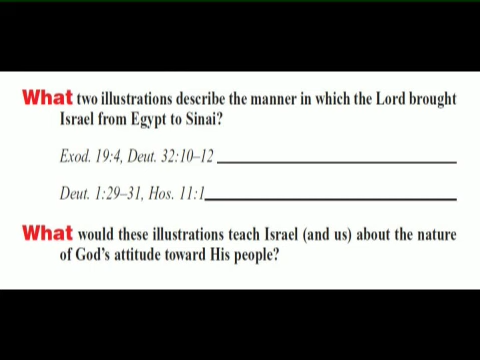 What two illustrations describe the manner in which the Lord brought
Israel from Egypt to Sinai?
Exod. 19:4, Deut. 32:10–12
Deut. 1:29–31, Hos. 11:1
What would these illustrations teach Israel (and us) about the nature
of God's attitude toward His people?